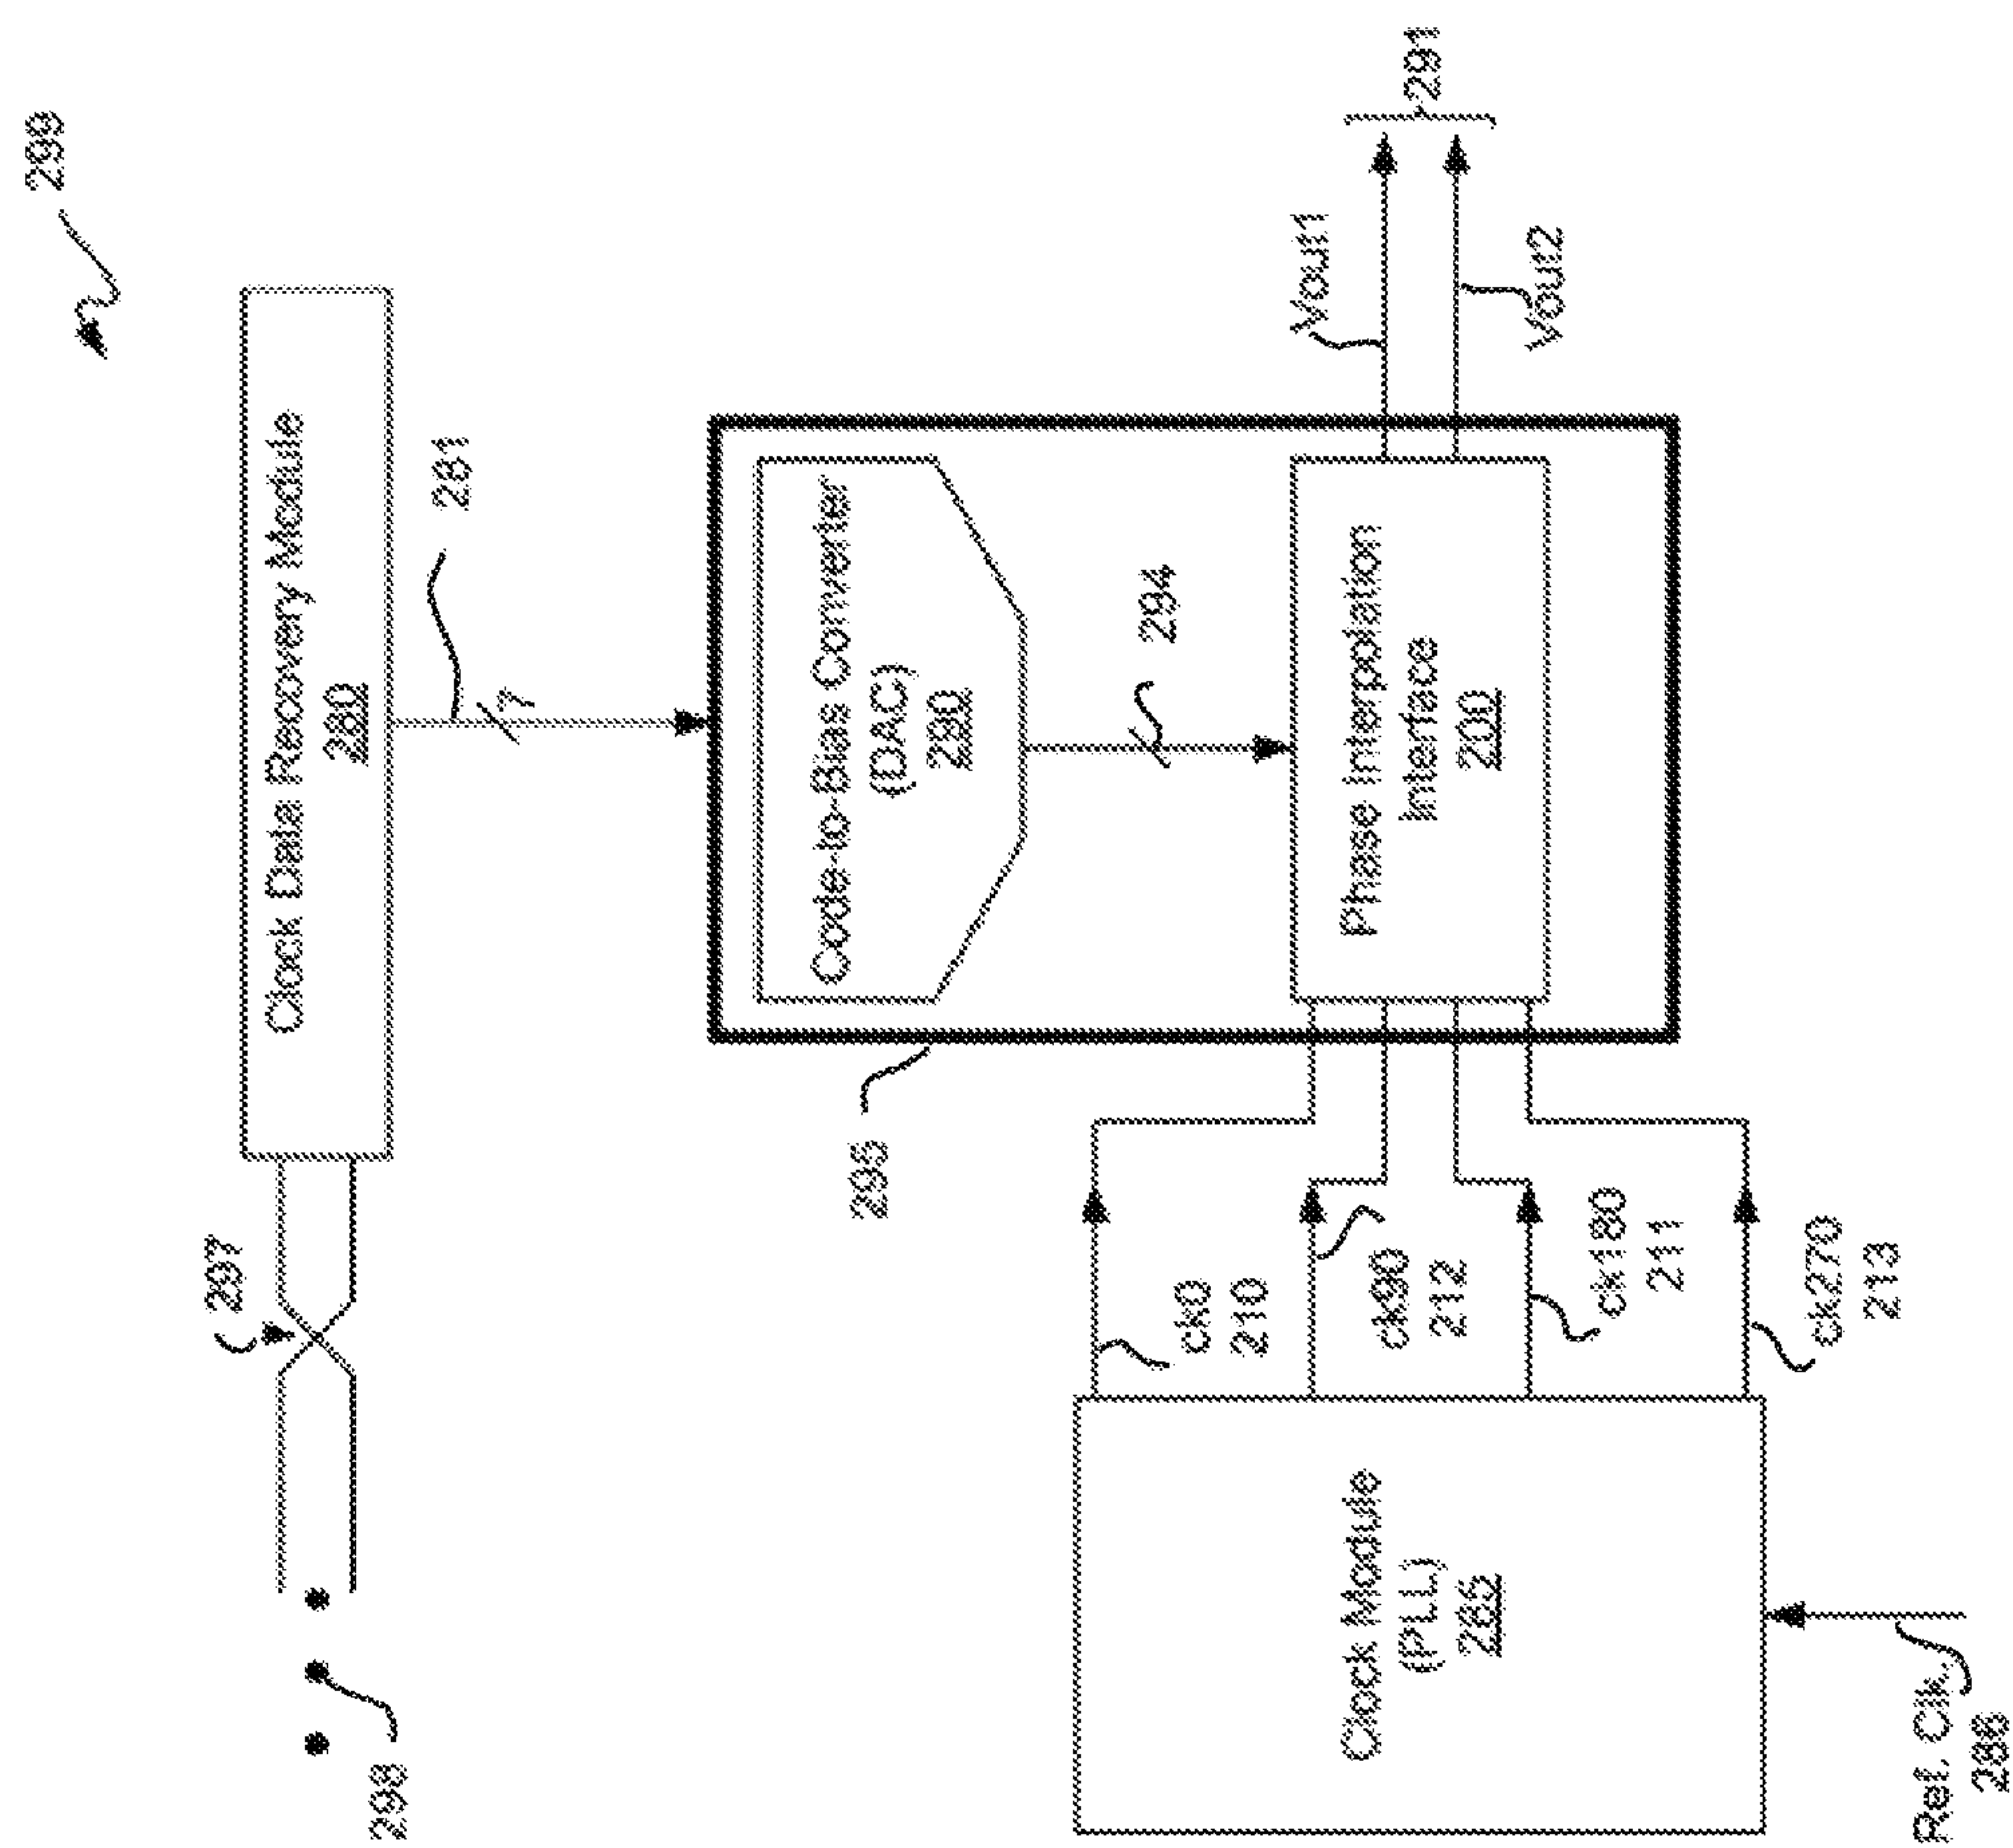 299
297
Clock Data Recovery Module
280
298
281
7
295
Code-to-Bias Converter
(DAC)
290
294
ck0
210
Vout1
Clock Module
(PLL)
285
ck90
212
Phase Interpolation
Interface
200
291
Vout2
ck180
211
ck270
213
Ref. Clk.
286